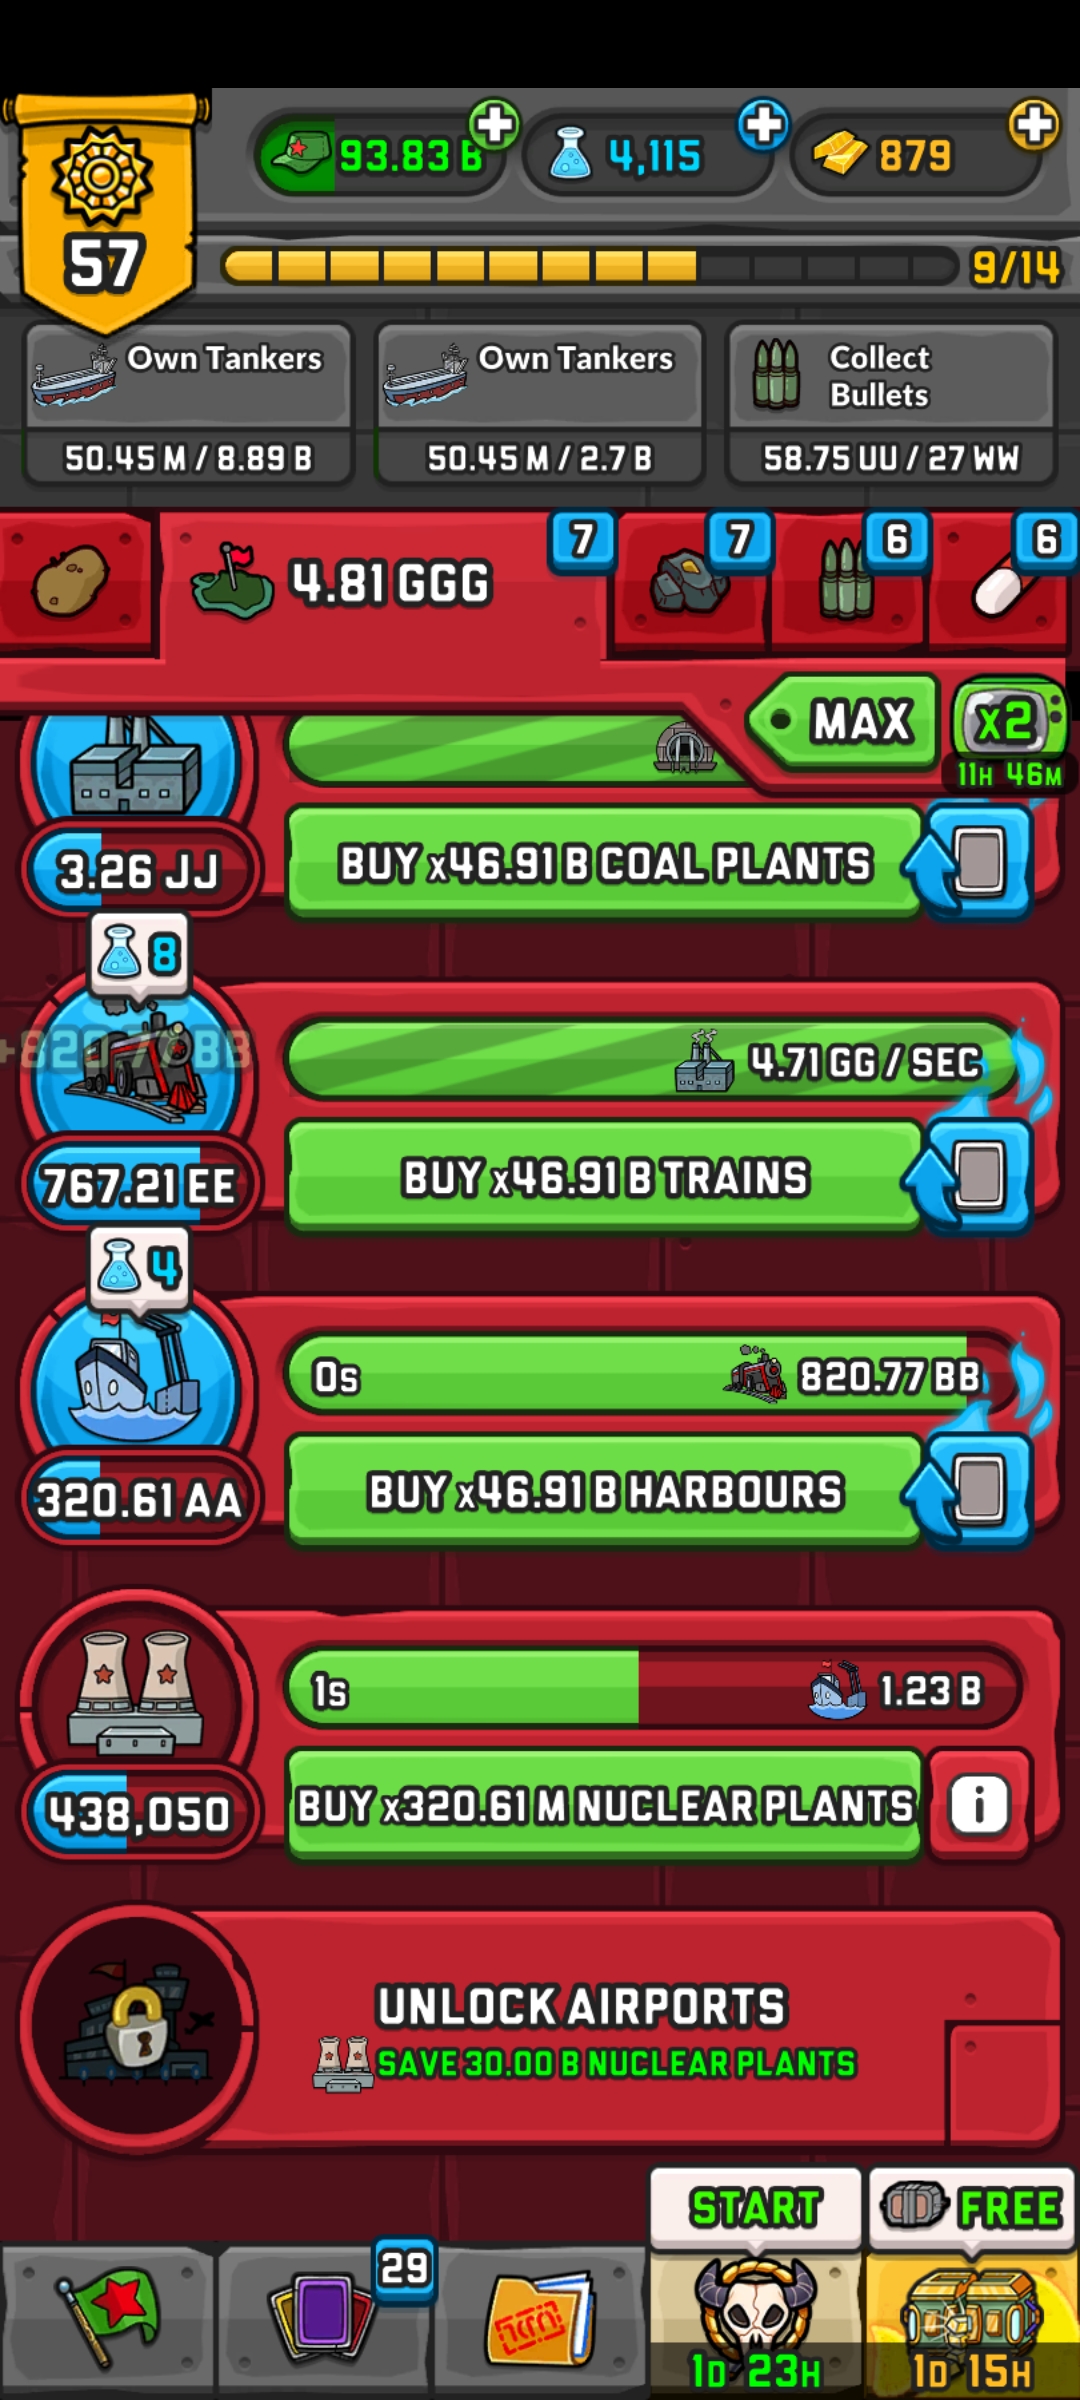 93.83 B
4,115
879
57
9/14
Own Tankers
50.45 M / 8.89 B
Own Tankers
50.45 M / 2.7 B
Collect
Bullets
58.75 UU / 27 WW
4.81 GGG
7
7
6
6
MAX
x2
11H 46M
3.26 JJ
BUY x46.91 B COAL PLANTS
8
+820.77 BB
4.71 GG / SEC
767.21 EE
BUY x46.91 B TRAINS
4
0s
820.77 BB
320.61 AA
BUY x46.91 B HARBOURS
1s
1.23 B
438,050
BUY x320.61 M NUCLEAR PLANTS
i
UNLOCK AIRPORTS
SAVE 30.00 B NUCLEAR PLANTS
START
FREE
29
1D 23H
1D 15H